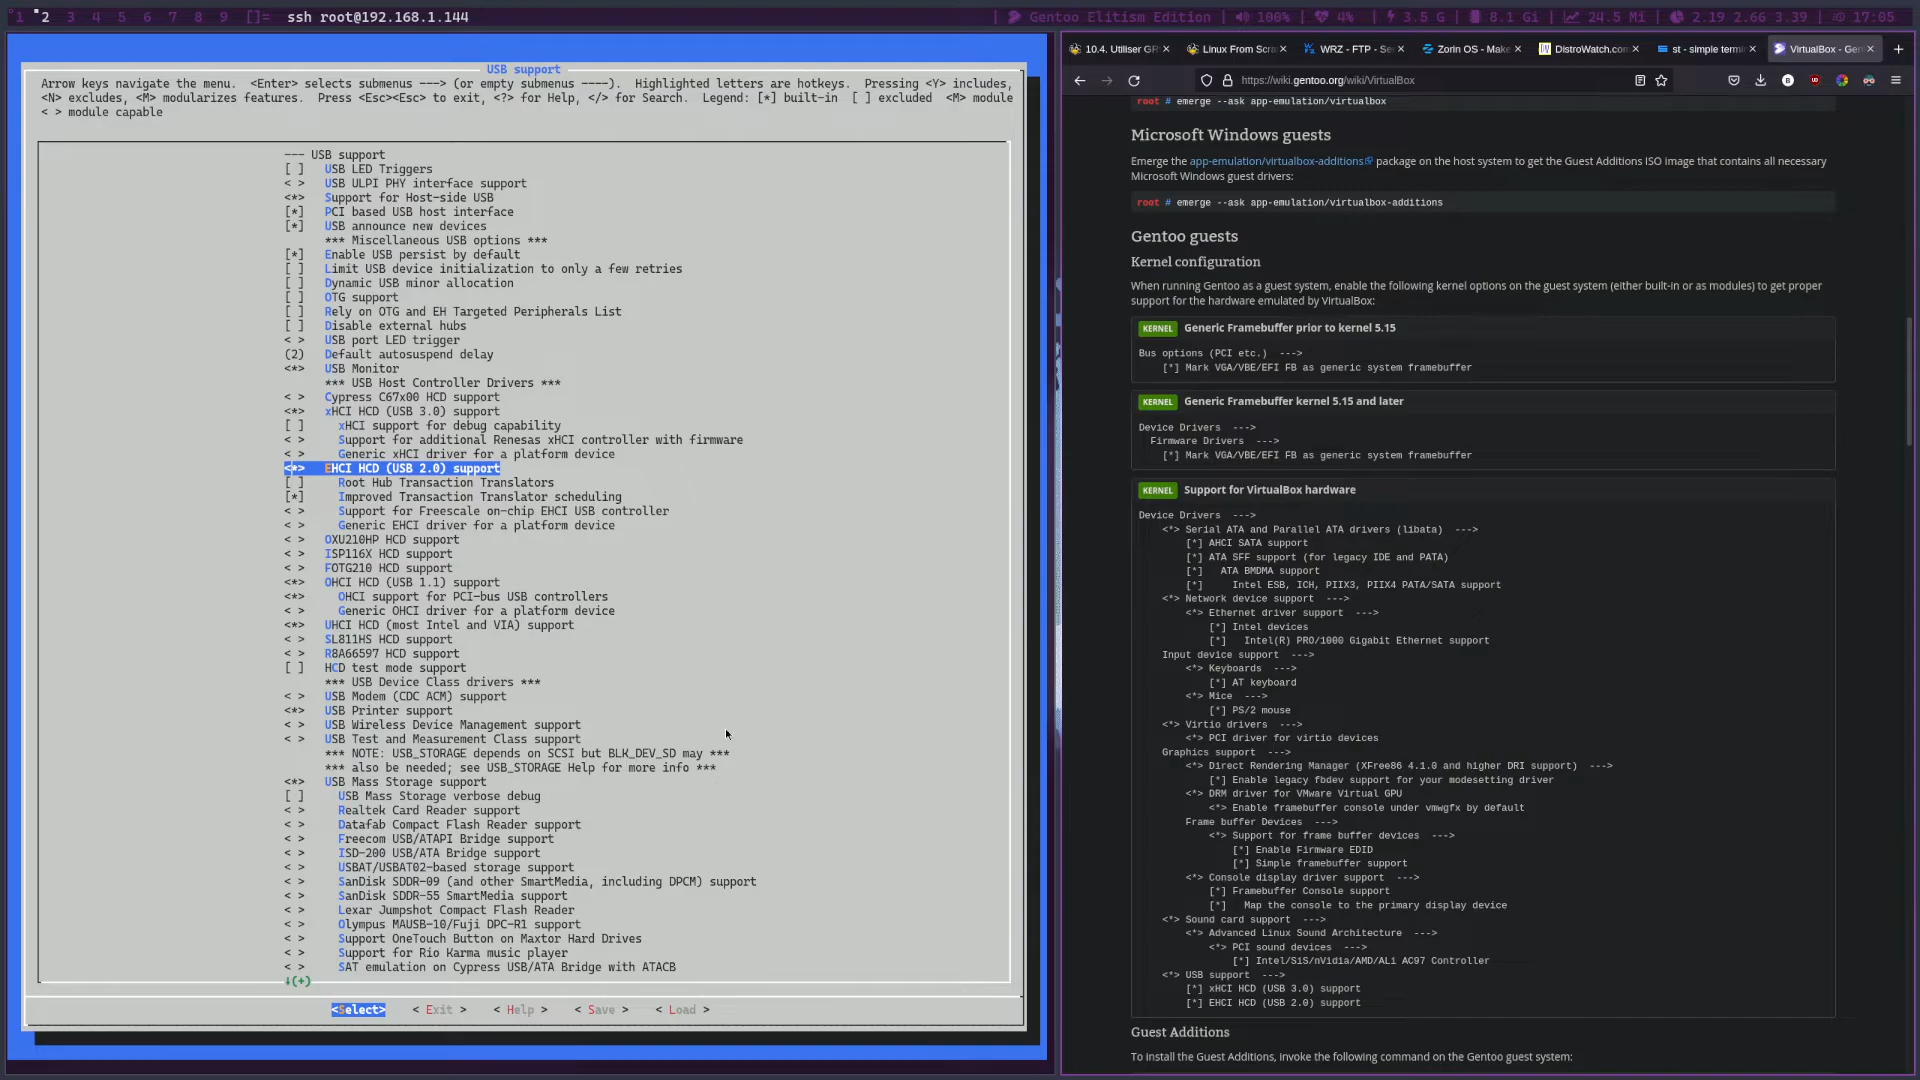 1 2 3 4 5 6 7 8 9 []= ssh root@192.168.1.144
Gentoo Elitism Edition | 100% | 4% | 3.5 G | 8.1 Gi | 24.5 Mi | 2.19 2.66 3.39 | 17:05
USB support
Arrow keys navigate the menu. <Enter> selects submenus ---> (or empty submenus ----). Highlighted letters are hotkeys. Pressing <Y> includes,
<N> excludes, <M> modularizes features. Press <Esc><Esc> to exit, <?> for Help, </> for Search. Legend: [*] built-in [ ] excluded <M> module
< > module capable
--- USB support
[ ] USB LED Triggers
< > USB ULPI PHY interface support
<*> Support for Host-side USB
[*] PCI based USB host interface
[*] USB announce new devices
*** Miscellaneous USB options ***
[*] Enable USB persist by default
[ ] Limit USB device initialization to only a few retries
[ ] Dynamic USB minor allocation
[ ] OTG support
[ ] Rely on OTG and EH Targeted Peripherals List
[ ] Disable external hubs
< > USB port LED trigger
(2) Default autosuspend delay
<*> USB Monitor
*** USB Host Controller Drivers ***
< > Cypress C67x00 HCD support
<*> xHCI HCD (USB 3.0) support
[ ] xHCI support for debug capability
< > Support for additional Renesas xHCI controller with firmware
< > Generic xHCI driver for a platform device
<*> EHCI HCD (USB 2.0) support
[ ] Root Hub Transaction Translators
[*] Improved Transaction Translator scheduling
< > Support for Freescale on-chip EHCI USB controller
< > Generic EHCI driver for a platform device
< > OXU210HP HCD support
< > ISP116X HCD support
< > FOTG210 HCD support
<*> OHCI HCD (USB 1.1) support
<*> OHCI support for PCI-bus USB controllers
< > Generic OHCI driver for a platform device
<*> UHCI HCD (most Intel and VIA) support
< > SL811HS HCD support
< > R8A66597 HCD support
[ ] HCD test mode support
*** USB Device Class drivers ***
< > USB Modem (CDC ACM) support
<*> USB Printer support
< > USB Wireless Device Management support
< > USB Test and Measurement Class support
*** NOTE: USB_STORAGE depends on SCSI but BLK_DEV_SD may ***
*** also be needed; see USB_STORAGE Help for more info ***
<*> USB Mass Storage support
[ ] USB Mass Storage verbose debug
< > Realtek Card Reader support
< > Datafab Compact Flash Reader support
< > Freecom USB/ATAPI Bridge support
< > ISD-200 USB/ATA Bridge support
< > USBAT/USBAT02-based storage support
< > SanDisk SDDR-09 (and other SmartMedia, including DPCM) support
< > SanDisk SDDR-55 SmartMedia support
< > Lexar Jumpshot Compact Flash Reader
< > Olympus MAUSB-10/Fuji DPC-R1 support
< > Support OneTouch Button on Maxtor Hard Drives
< > Support for Rio Karma music player
< > SAT emulation on Cypress USB/ATA Bridge with ATACB
↓(+)
<Select> < Exit > < Help > < Save > < Load >
10.4. Utiliser GR Linux From Scra WRZ - FTP - Se Zorin OS - Make DistroWatch.com st - simple termi VirtualBox - Gen
https://wiki.gentoo.org/wiki/VirtualBox
root # emerge --ask app-emulation/virtualbox
Microsoft Windows guests
Emerge the app-emulation/virtualbox-additions package on the host system to get the Guest Additions ISO image that contains all necessary
Microsoft Windows guest drivers:
root # emerge --ask app-emulation/virtualbox-additions
Gentoo guests
Kernel configuration
When running Gentoo as a guest system, enable the following kernel options on the guest system (either built-in or as modules) to get proper
support for the hardware emulated by VirtualBox:
KERNEL Generic Framebuffer prior to kernel 5.15
Bus options (PCI etc.) --->
[*] Mark VGA/VBE/EFI FB as generic system framebuffer
KERNEL Generic Framebuffer kernel 5.15 and later
Device Drivers --->
Firmware Drivers --->
[*] Mark VGA/VBE/EFI FB as generic system framebuffer
KERNEL Support for VirtualBox hardware
Device Drivers --->
<*> Serial ATA and Parallel ATA drivers (libata) --->
[*] AHCI SATA support
[*] ATA SFF support (for legacy IDE and PATA)
[*] ATA BMDMA support
[*] Intel ESB, ICH, PIIX3, PIIX4 PATA/SATA support
<*> Network device support --->
<*> Ethernet driver support --->
[*] Intel devices
[*] Intel(R) PRO/1000 Gigabit Ethernet support
Input device support --->
<*> Keyboards --->
[*] AT keyboard
<*> Mice --->
[*] PS/2 mouse
<*> Virtio drivers --->
<*> PCI driver for virtio devices
Graphics support --->
<*> Direct Rendering Manager (XFree86 4.1.0 and higher DRI support) --->
[*] Enable legacy fbdev support for your modesetting driver
<*> DRM driver for VMware Virtual GPU
<*> Enable framebuffer console under vmwgfx by default
Frame buffer Devices --->
<*> Support for frame buffer devices --->
[*] Enable Firmware EDID
[*] Simple framebuffer support
<*> Console display driver support --->
[*] Framebuffer Console support
[*] Map the console to the primary display device
<*> Sound card support --->
<*> Advanced Linux Sound Architecture --->
<*> PCI sound devices --->
[*] Intel/SiS/nVidia/AMD/ALi AC97 Controller
<*> USB support --->
[*] xHCI HCD (USB 3.0) support
[*] EHCI HCD (USB 2.0) support
Guest Additions
To install the Guest Additions, invoke the following command on the Gentoo guest system: